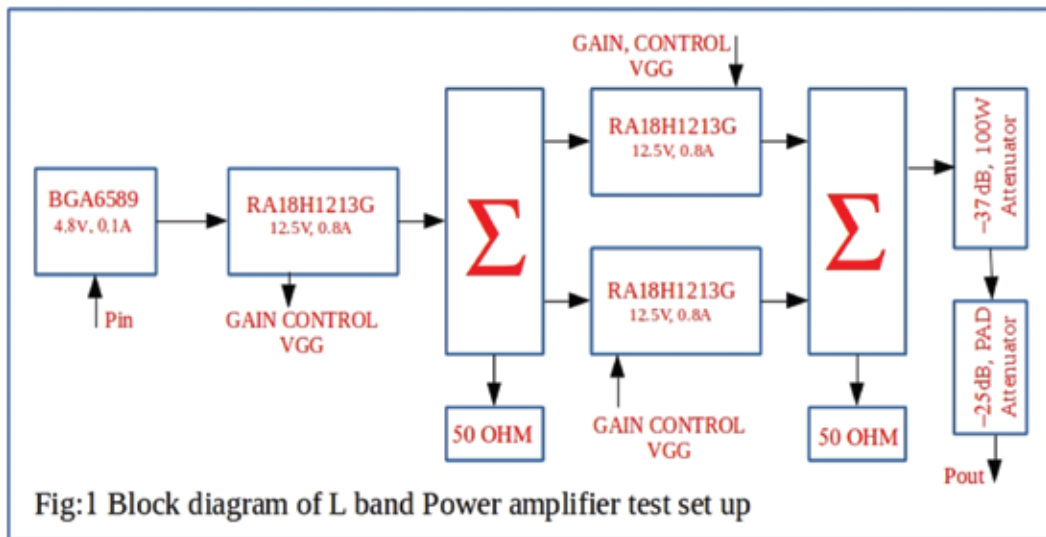 BGA6589
4.8V, 0.1A
Pin
RA18H1213G
12.5V, 0.8A
GAIN CONTROL
VGG
Σ
50 OHM
GAIN, CONTROL
VGG
RA18H1213G
12.5V, 0.8A
RA18H1213G
12.5V, 0.8A
GAIN CONTROL
VGG
Σ
50 OHM
–37dB, 100W
Attenuator
–25dB, PAD
Attenuator
Pout
Fig:1 Block diagram of L band Power amplifier test set up